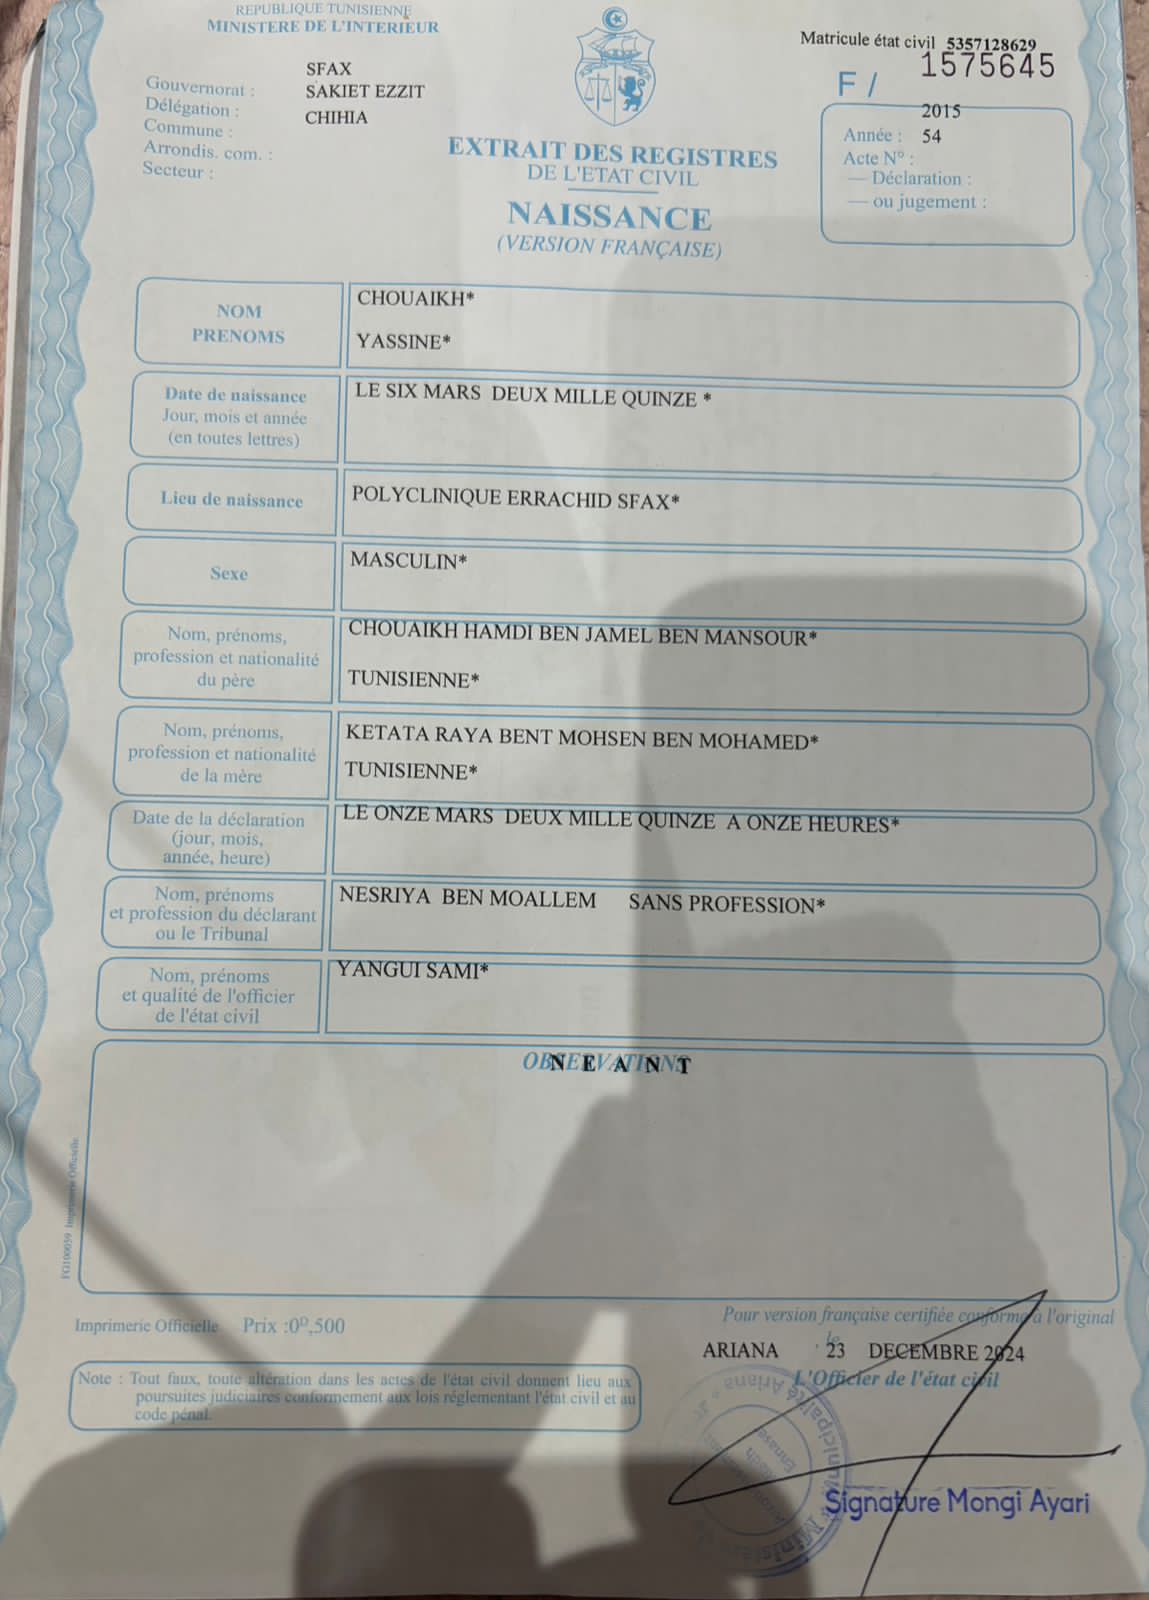 REPUBLIQUE TUNISIENNE
MINISTERE DE L'INTERIEUR
Matricule état civil 5357128629
F / 1575645
Gouvernorat : SFAX
Délégation : SAKIET EZZIT
Commune : CHIHIA
Arrondis. com. :
Secteur :
2015
Année : 54
Acte N° :
— Déclaration :
— ou jugement :
EXTRAIT DES REGISTRES
DE L'ETAT CIVIL
NAISSANCE
(VERSION FRANÇAISE)
NOM
PRENOMS
CHOUAIKH*
YASSINE*
Date de naissance
Jour, mois et année
(en toutes lettres)
LE SIX MARS DEUX MILLE QUINZE *
Lieu de naissance
POLYCLINIQUE ERRACHID SFAX*
Sexe
MASCULIN*
Nom, prénoms,
profession et nationalité
du père
CHOUAIKH HAMDI BEN JAMEL BEN MANSOUR*
TUNISIENNE*
Nom, prénoms,
profession et nationalité
de la mère
KETATA RAYA BENT MOHSEN BEN MOHAMED*
TUNISIENNE*
Date de la déclaration
(jour, mois,
année, heure)
LE ONZE MARS DEUX MILLE QUINZE A ONZE HEURES*
Nom, prénoms
et profession du déclarant
ou le Tribunal
NESRIYA BEN MOALLEM SANS PROFESSION*
Nom, prénoms
et qualité de l'officier
de l'état civil
YANGUI SAMI*
OBSERVATIONS
N E A N T
FG100059 Imprimerie Officielle
Imprimerie Officielle Prix :0ᴰ,500
Pour version française certifiée conforme à l'original
ARIANA le 23 DECEMBRE 2024
L'Officier de l'état civil
Note : Tout faux, toute altération dans les actes de l'état civil donnent lieu aux
poursuites judiciaires conformement aux lois réglementant l'état civil et au
code pénal.
Municipalité Ariana
Signature Mongi Ayari